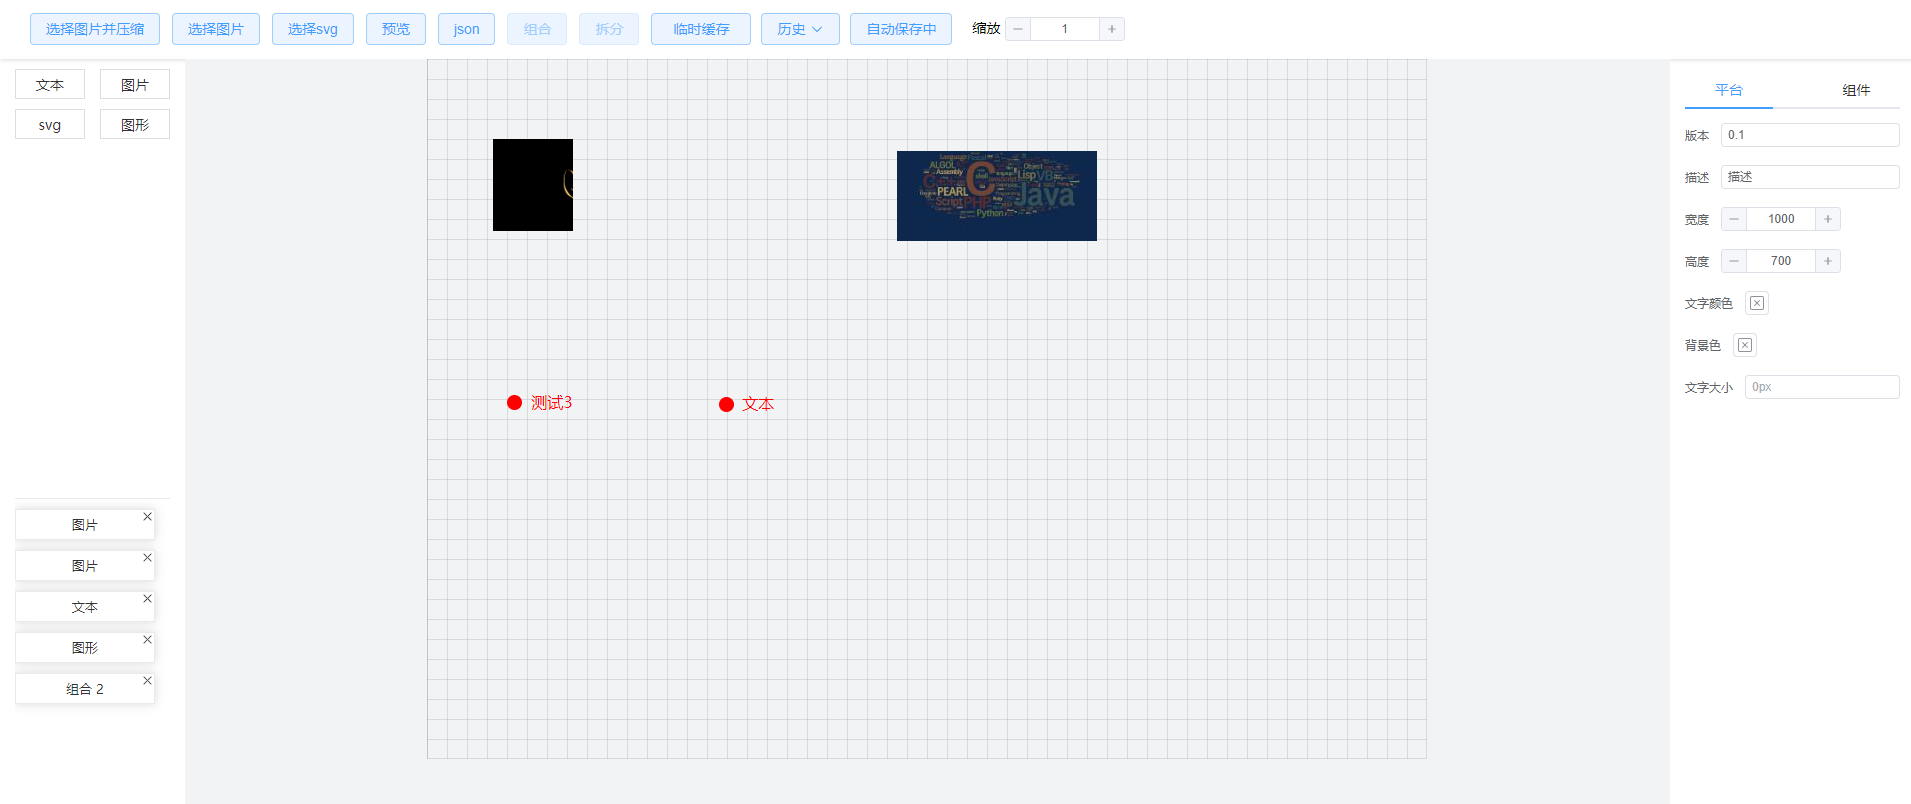 选择图片并压缩 选择图片 选择svg 预览 json 组合 拆分 临时缓存 历史 自动保存中 缩放 1
文本 图片
svg 图形
图片
图片
文本
图形
组合 2
Language
ALGOL
Assembly
Object
Lisp VB
C
C++
PEARL
Java
Script PHP
Python
测试3
文本
平台 组件
版本 0.1
描述 描述
宽度 1000
高度 700
文字颜色
背景色
文字大小 0px